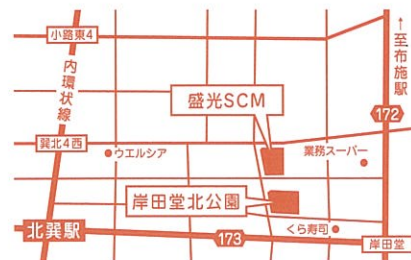 小路東4
内環状線
↑至布施駅
盛光SCM
172
巽北4西
ウエルシア
業務スーパー
岸田堂北公園
北巽駅
173
くら寿司
岸田堂